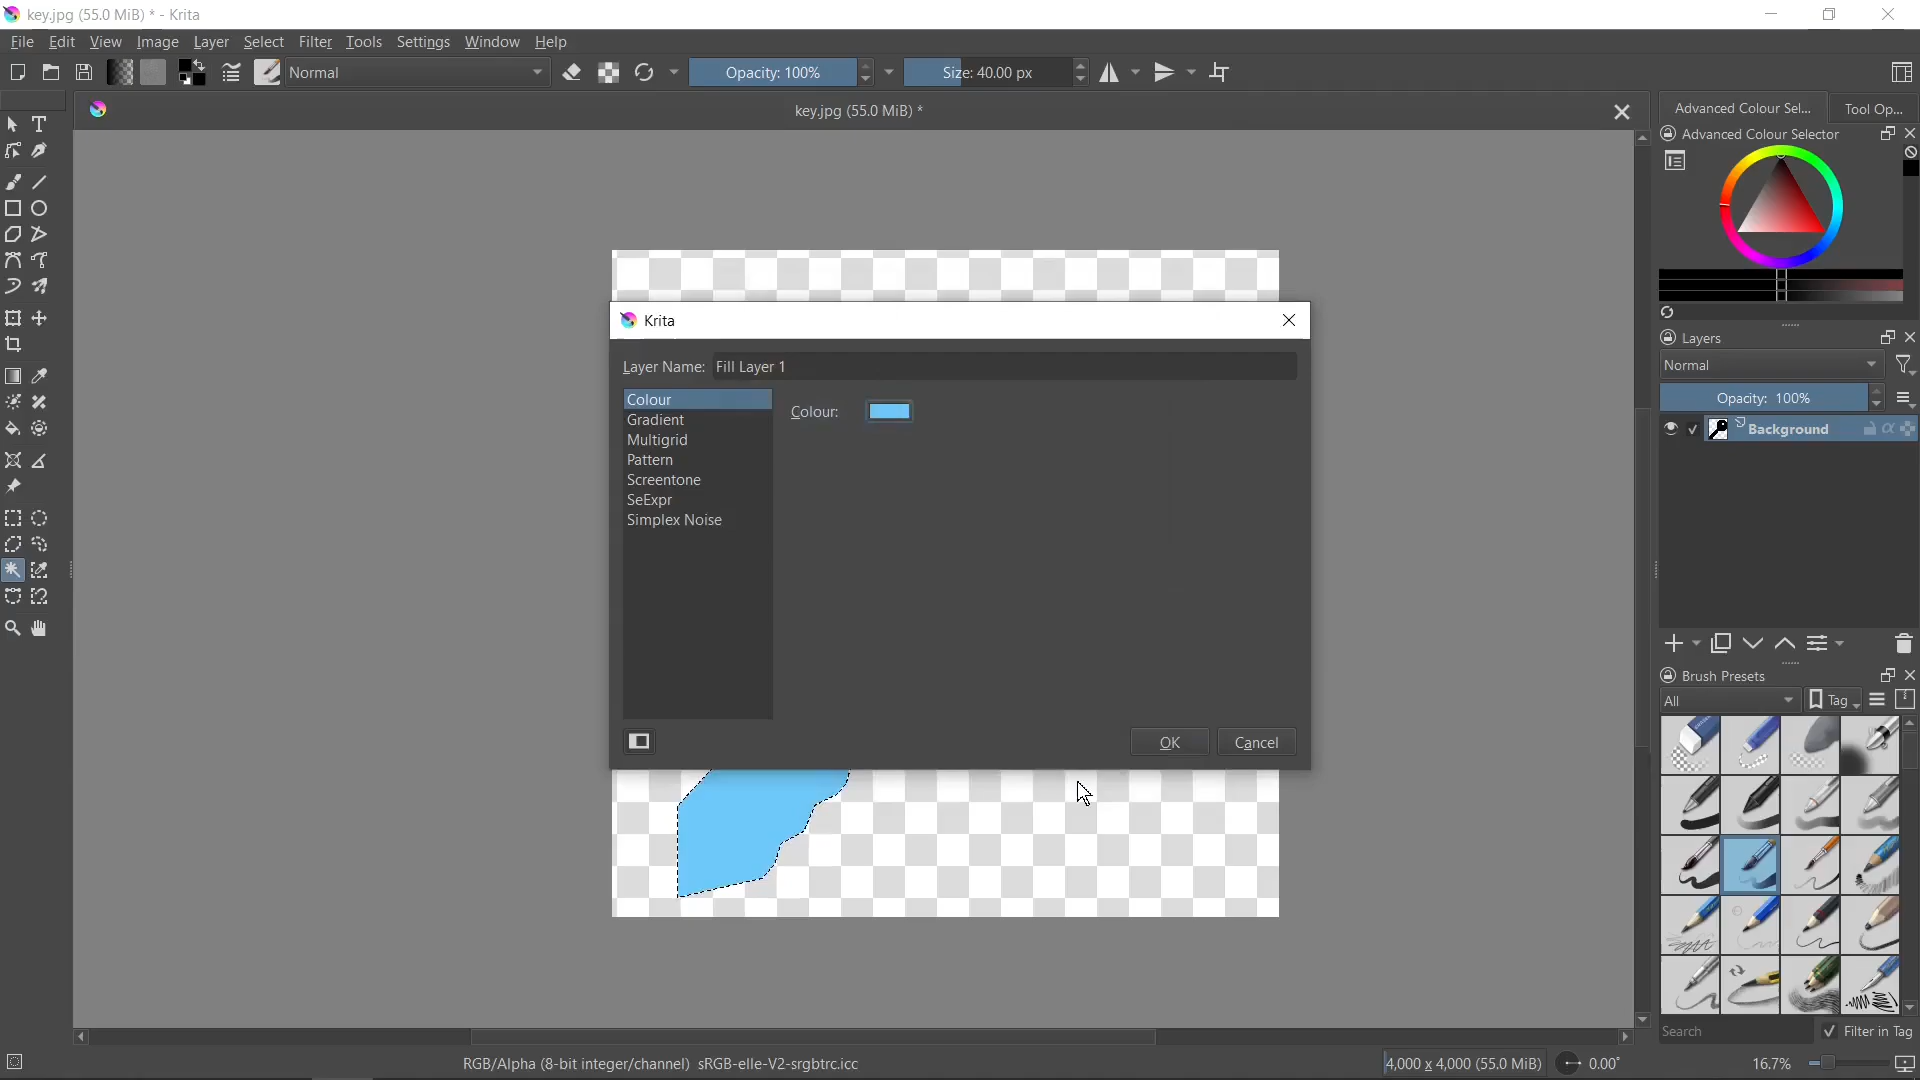 key.jpg (55.0 MiB) * - Krita
File Edit View Image Layer Select Filter Tools Settings Window Help
Normal Opacity: 100% Size: 40.00 px
key.jpg (55.0 MiB) *
Advanced Colour Sel... Tool Op...
Advanced Colour Selector
Krita
Layer Name: Fill Layer 1
Colour
Gradient
Multigrid
Pattern
Screentone
SeExpr
Simplex Noise
Colour:
OK Cancel
Layers
Normal
Opacity: 100%
Background
Brush Presets
All Tag
Search Filter in Tag
RGB/Alpha (8-bit integer/channel) sRGB-elle-V2-srgbtrc.icc 4,000 x 4,000 (55.0 MiB) 0.00° 16.7%